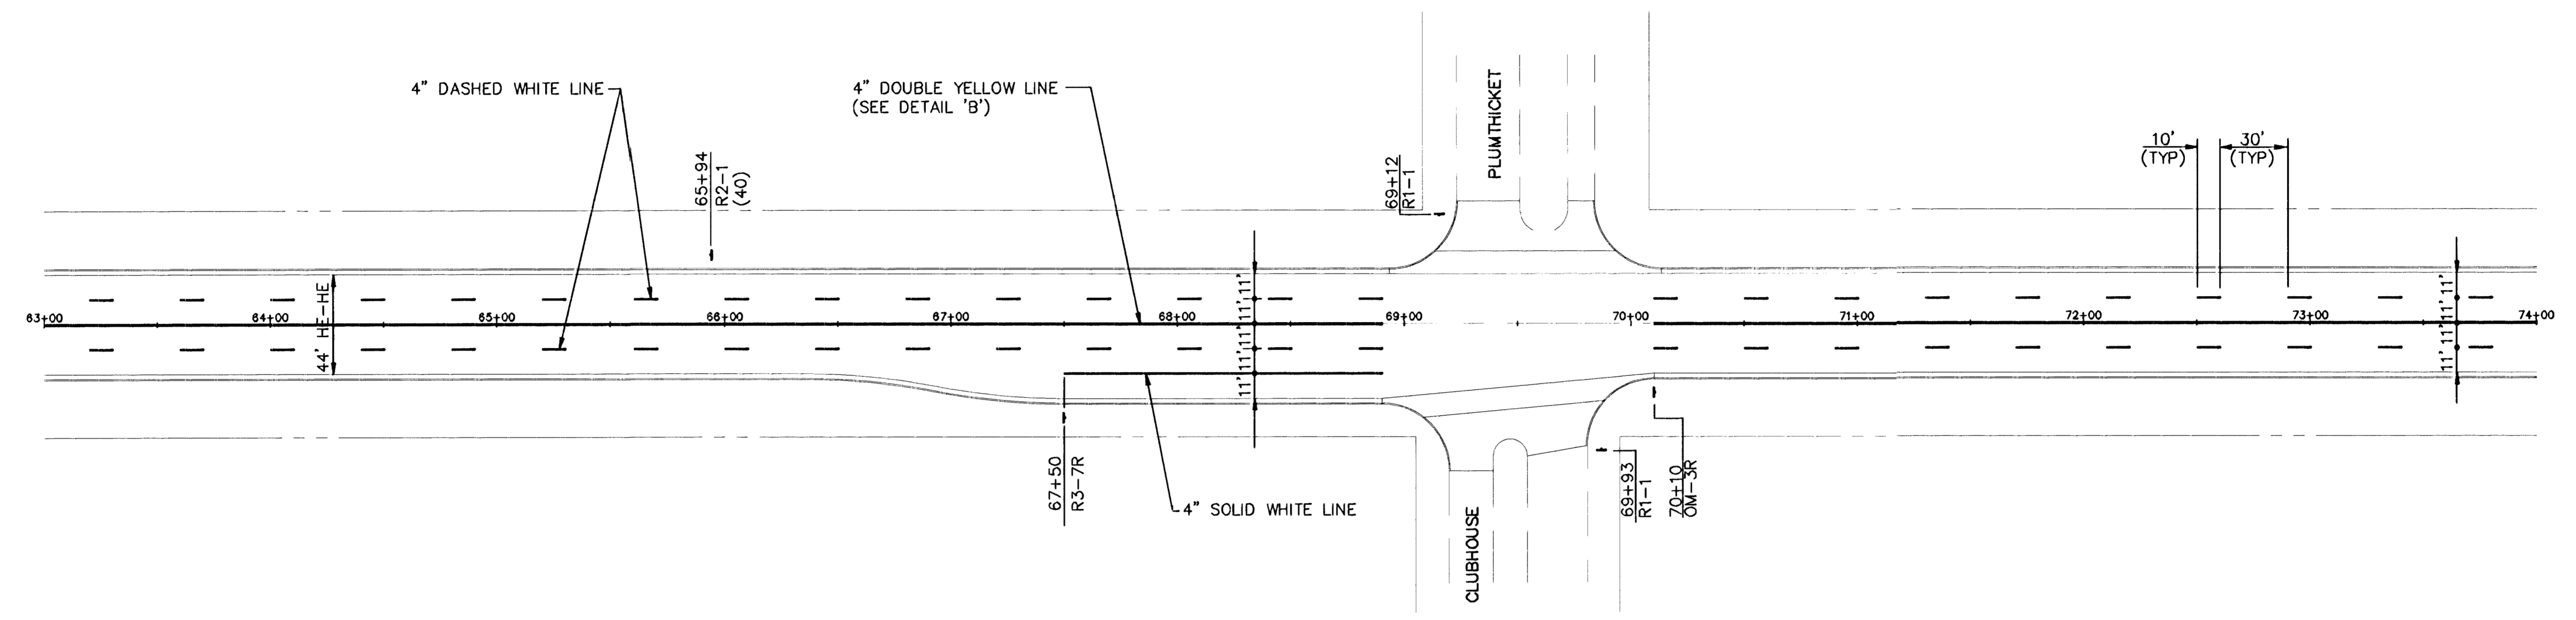 4" DASHED WHITE LINE
4" DOUBLE YELLOW LINE
(SEE DETAIL 'B')
65+94
R2-1
(40)
69+12
R1-1
PLUMTHICKET
10'
(TYP)
30'
(TYP)
63+00
64+00
65+00
66+00
67+00
68+00
69+00
70+00
71+00
72+00
73+00
74+00
44' HE-HE
11' 11' 11' 11' 11'
11' 11' 11' 11'
67+50
R3-7R
4" SOLID WHITE LINE
CLUBHOUSE
69+93
R1-1
70+10
OM-3R